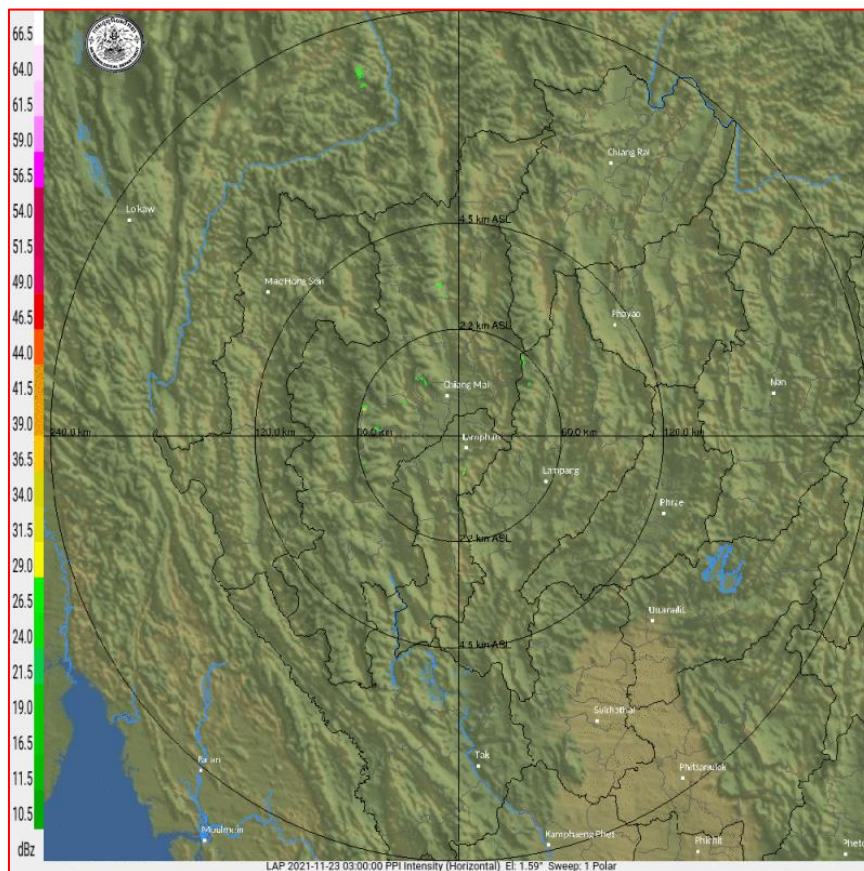 66.5
64.0
61.5
59.0
56.5
54.0
51.5
49.0
46.5
44.0
41.5
39.0
36.5
34.0
31.5
29.0
26.5
24.0
21.5
19.0
16.5
11.5
10.5
dBz
Chiang Rai
Loikaw
4.5 km ASL
Mae Hong Son
Phayao
2.2 km ASL
Chiang Mai
Nan
240.0 km
120.0 km
60.0 km
60.0 km
120.0 km
Lamphun
Lampang
Phrae
2.2 km ASL
Uttaradit
4.5 km ASL
Sukhothai
Tak
Pa'an
Phitsanulok
Moulmein
Kamphaeng Phet
Phichit
Phetc
LAP 2021-11-23 03:00:00 PPI Intensity (Horizontal) El: 1.59° Sweep: 1 Polar